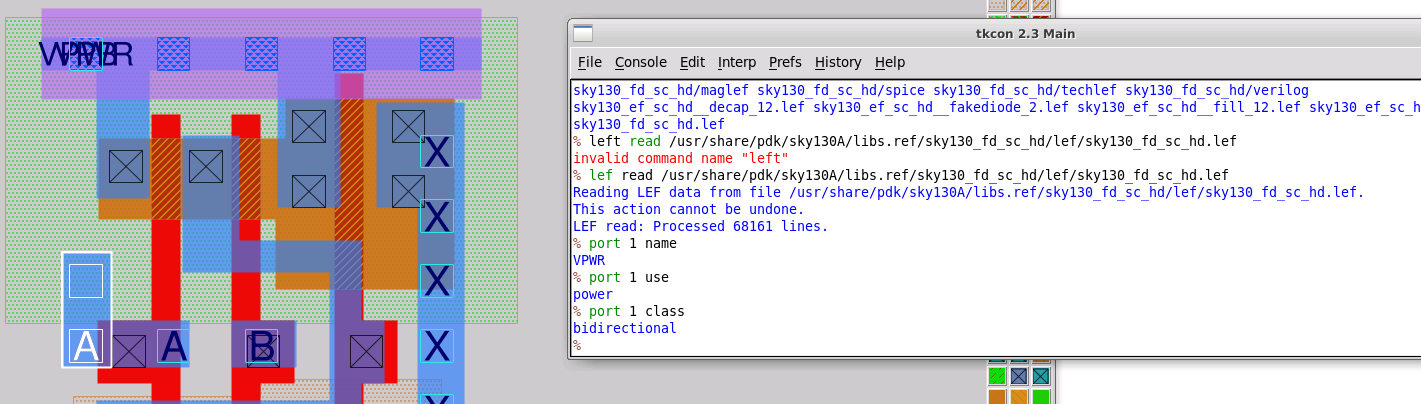 VPWR
X
X
X
A
A
B
X
tkcon 2.3 Main
File Console Edit Interp Prefs History Help
sky130_fd_sc_hd/maglef sky130_fd_sc_hd/spice sky130_fd_sc_hd/techlef sky130_fd_sc_hd/verilog
sky130_ef_sc_hd__decap_12.lef sky130_ef_sc_hd__fakediode_2.lef sky130_ef_sc_hd__fill_12.lef sky130_ef_sc_h
sky130_fd_sc_hd.lef
% left read /usr/share/pdk/sky130A/libs.ref/sky130_fd_sc_hd/lef/sky130_fd_sc_hd.lef
invalid command name "left"
% lef read /usr/share/pdk/sky130A/libs.ref/sky130_fd_sc_hd/lef/sky130_fd_sc_hd.lef
Reading LEF data from file /usr/share/pdk/sky130A/libs.ref/sky130_fd_sc_hd/lef/sky130_fd_sc_hd.lef.
This action cannot be undone.
LEF read: Processed 68161 lines.
% port 1 name
VPWR
% port 1 use
power
% port 1 class
bidirectional
%